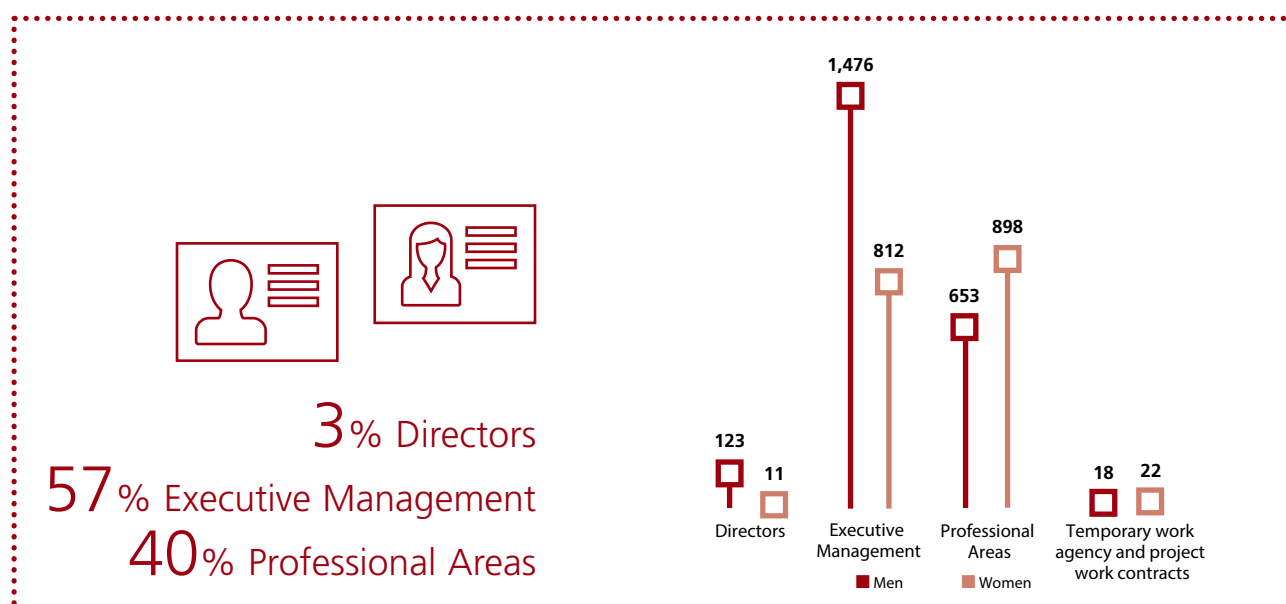 3% Directors
57% Executive Management
40% Professional Areas
1,476
898
812
653
123
11
18
22
Directors
Executive
Management
Professional
Areas
Temporary work
agency and project
work contracts
Men
Women